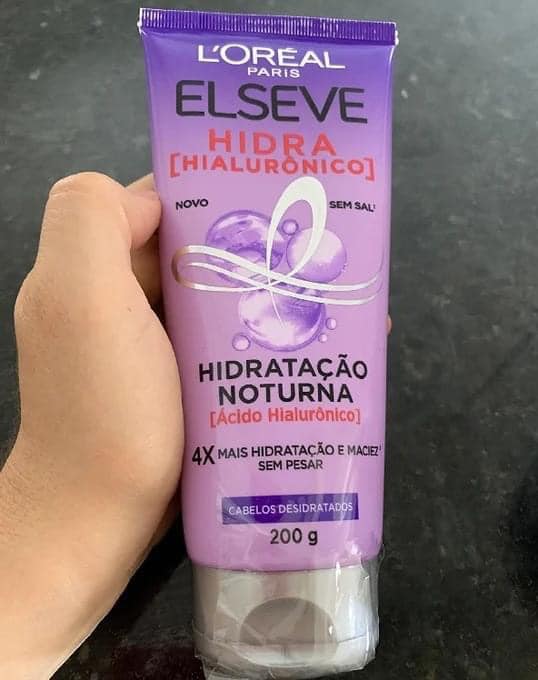 L'ORÉAL
PARIS
ELSEVE
HIDRA
[HIALURÔNICO]
NOVO
SEM SAL¹
HIDRATAÇÃO
NOTURNA
[Ácido Hialurônico]
4X MAIS HIDRATAÇÃO E MACIEZ
SEM PESAR
CABELOS DESIDRATADOS
200 g